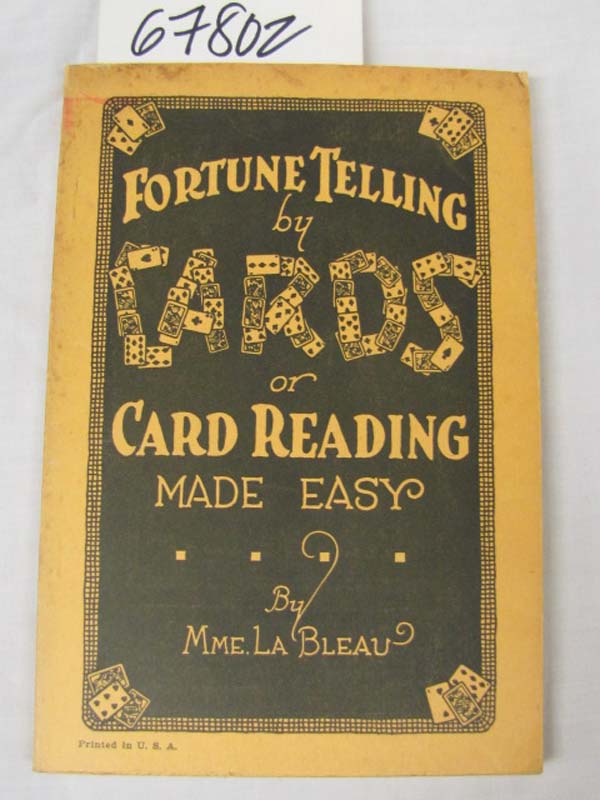 67802
FORTUNE TELLING
by
CARDS
or
CARD READING
MADE EASY
By
MME. LA BLEAU
Printed in U. S. A.